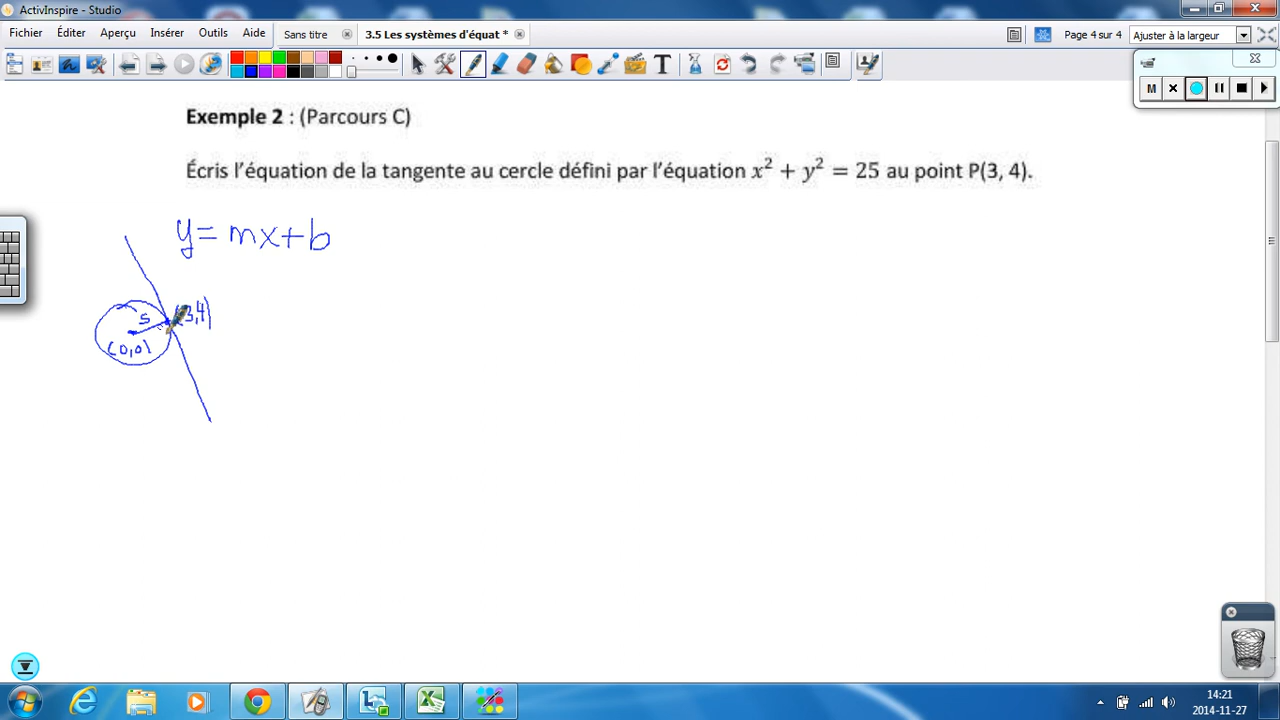 ActivInspire - Studio
Fichier Éditer Aperçu Insérer Outils Aide
Sans titre
3.5 Les systèmes d'équat *
Page 4 sur 4
Ajuster à la largeur
M
Exemple 2 : (Parcours C)
Écris l'équation de la tangente au cercle défini par l'équation x² + y² = 25 au point P(3, 4).
y = mx + b
(3,4)
5
(0,0)
14:21
2014-11-27